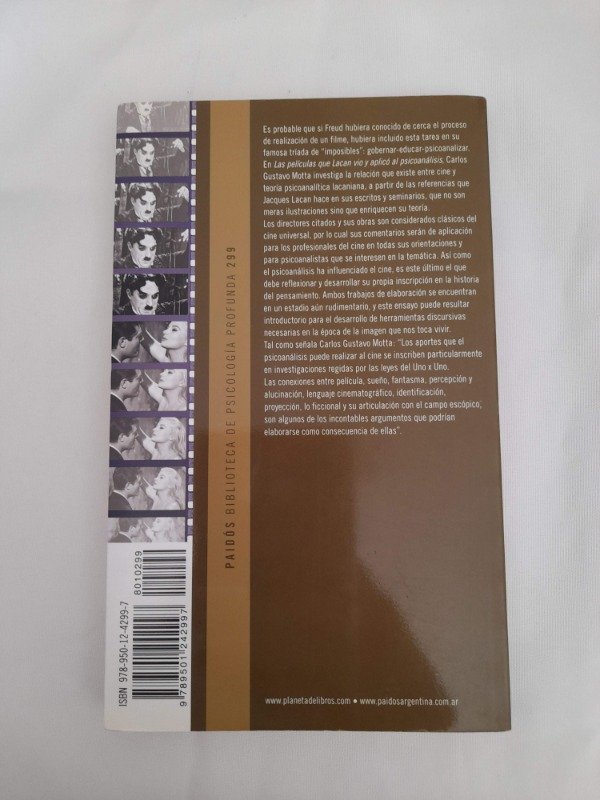 Es probable que si Freud hubiera conocido de cerca el proceso
de realización de un filme, hubiera incluido esta tarea en su
famosa tríada de "imposibles": gobernar-educar-psicoanalizar.
En Las películas que Lacan vio y aplicó al psicoanálisis, Carlos
Gustavo Motta investiga la relación que existe entre cine y
teoría psicoanalítica lacaniana, a partir de las referencias que
Jacques Lacan hace en sus escritos y seminarios, que no son
meras ilustraciones sino que enriquecen su teoría.
Los directores citados y sus obras son considerados clásicos del
cine universal, por lo cual sus comentarios serán de aplicación
para los profesionales del cine en todas sus orientaciones y
para psicoanalistas que se interesen en la temática. Así como
el psicoanálisis ha influenciado el cine, es este último el que
debe reflexionar y desarrollar su propia inscripción en la historia
del pensamiento. Ambos trabajos de elaboración se encuentran
en un estadio aún rudimentario, y este ensayo puede resultar
introductorio para el desarrollo de herramientas discursivas
necesarias en la época de la imagen que nos toca vivir.
Tal como señala Carlos Gustavo Motta: "Los aportes que el
psicoanálisis puede realizar al cine se inscriben particularmente
en investigaciones regidas por las leyes del Uno x Uno.
Las conexiones entre película, sueño, fantasma, percepción y
alucinación, lenguaje cinematográfico, identificación,
proyección, lo ficcional y su articulación con el campo escópico,
son algunos de los incontables argumentos que podrían
elaborarse como consecuencia de ellas".
PAIDÓS BIBLIOTECA DE PSICOLOGÍA PROFUNDA 299
ISBN 978-950-12-4299-7
8010299
9 789501 242997
www.planetadelibros.com • www.paidosargentina.com.ar